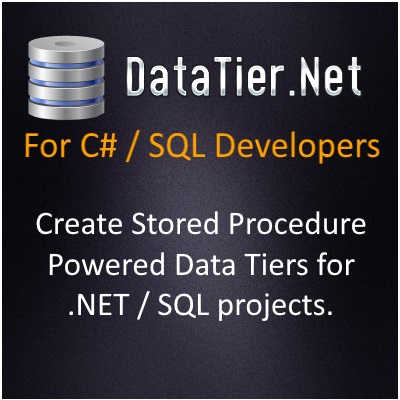 DataTier.Net
For C# / SQL Developers
Create Stored Procedure
Powered Data Tiers for
.NET / SQL projects.